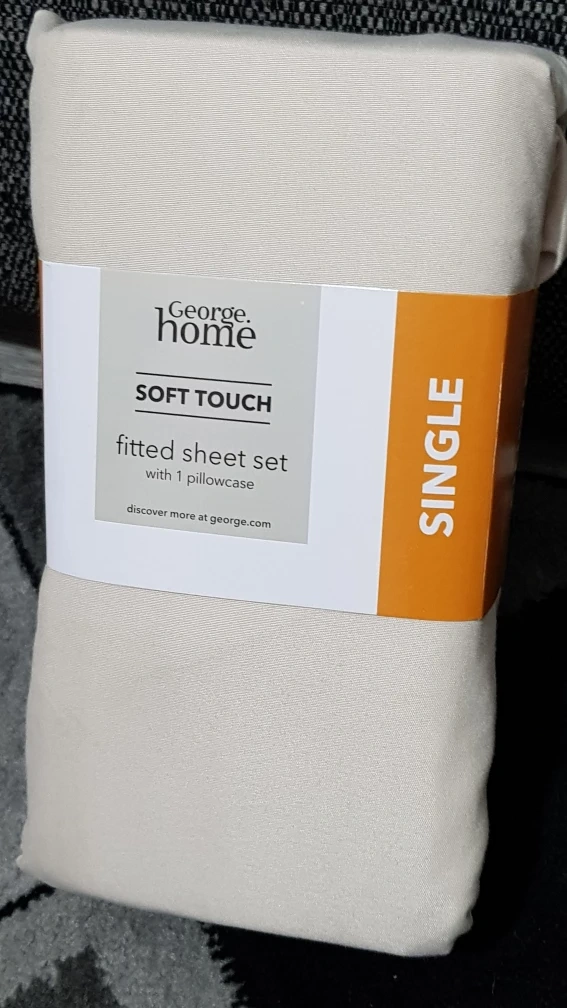 George.
home
SOFT TOUCH
fitted sheet set
with 1 pillowcase
discover more at george.com
SINGLE